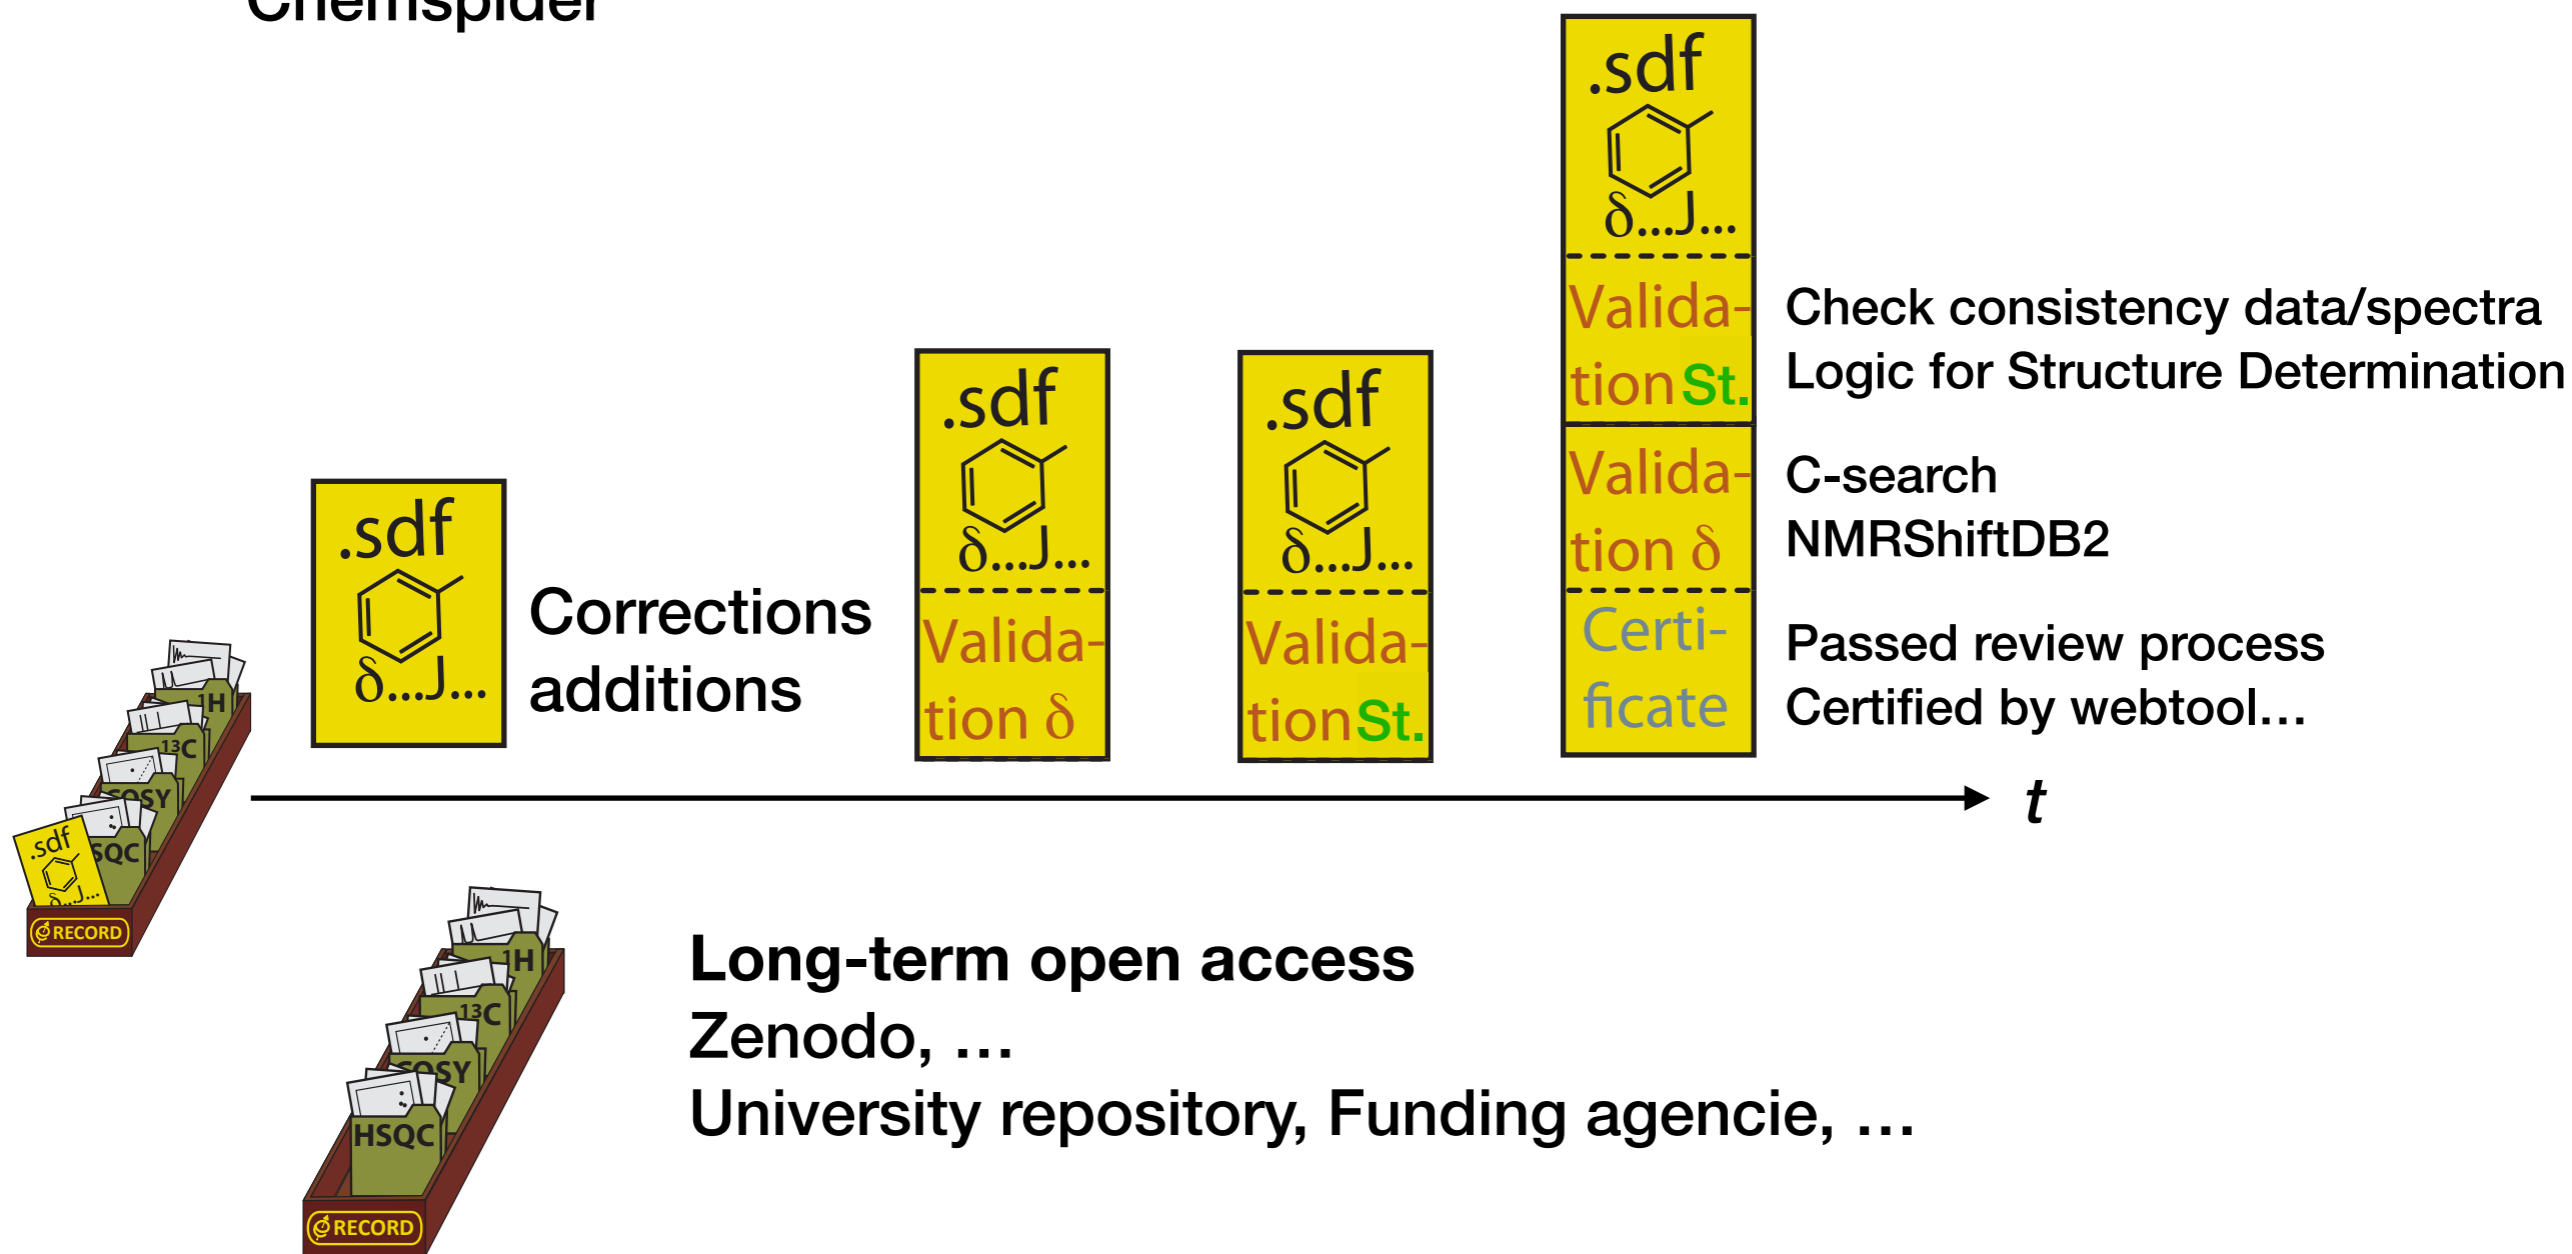 Chemspider
.sdf
δ...J...
Corrections
additions
.sdf
δ...J...
Valida-
tion δ
.sdf
δ...J...
Valida-
tion St.
.sdf
δ...J...
Valida-
tion St.
Valida-
tion δ
Certi-
ficate
Check consistency data/spectra
Logic for Structure Determination
C-search
NMRShiftDB2
Passed review process
Certified by webtool...
t
¹H
¹³C
COSY
SQC
.sdf
δ...J...
RECORD
¹H
¹³C
COSY
HSQC
RECORD
Long-term open access
Zenodo, ...
University repository, Funding agencie, ...